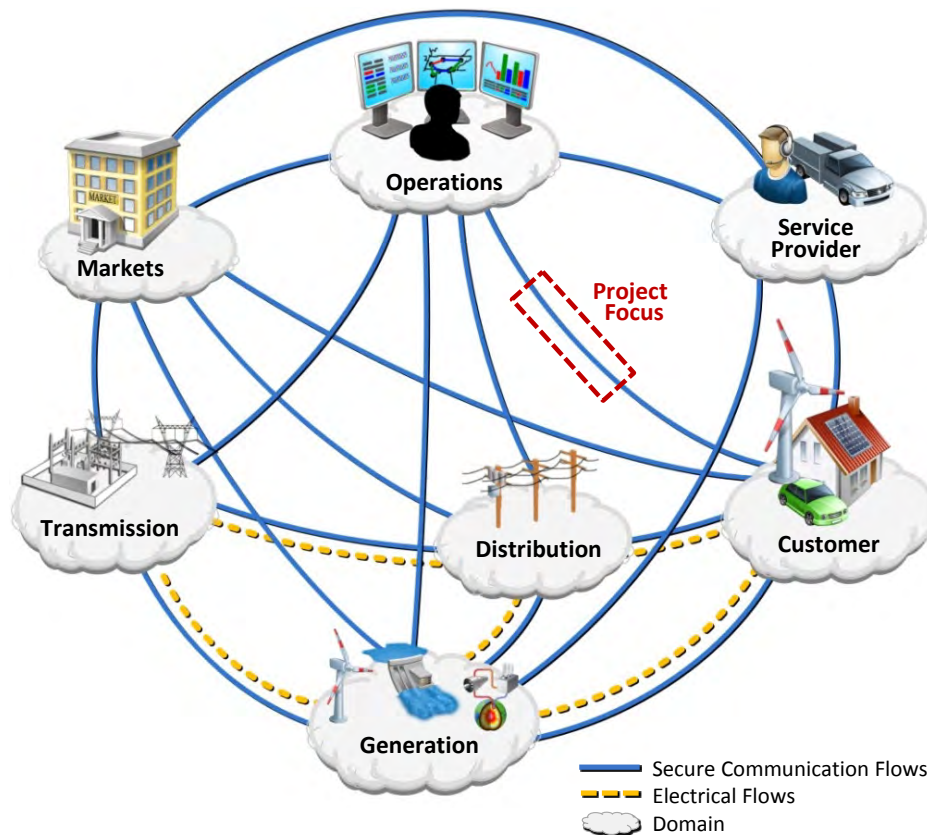 Operations
MARKET
Markets
Service
Provider
Project
Focus
Transmission
Distribution
Customer
Generation
Secure Communication Flows
Electrical Flows
Domain